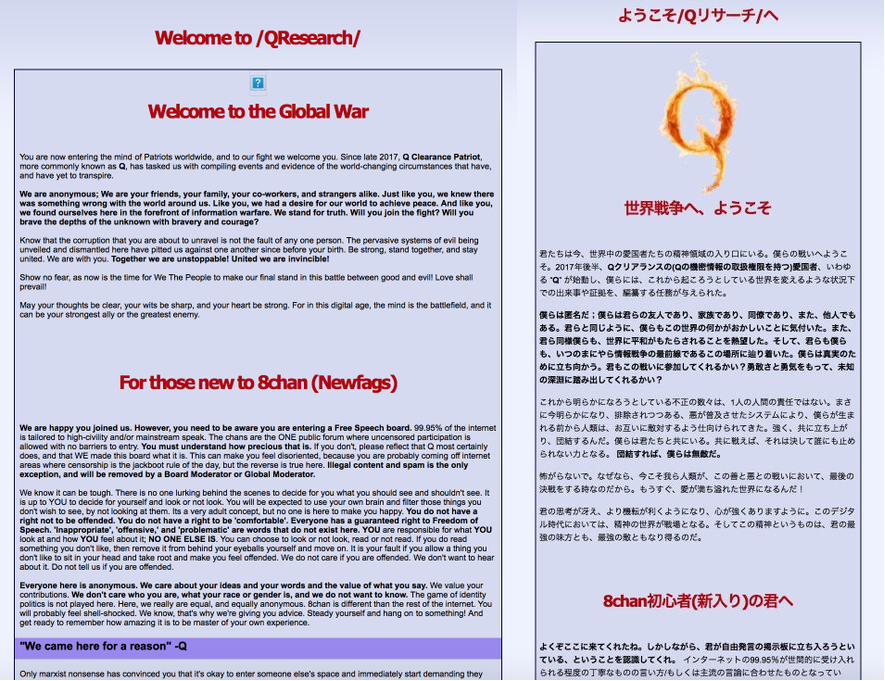 Welcome to /QResearch/
?
Welcome to the Global War
You are now entering the mind of Patriots worldwide, and to our fight we welcome you. Since late 2017, Q Clearance Patriot,
more commonly known as Q, has tasked us with compiling events and evidence of the world-changing circumstances that have,
and have yet to transpire.
We are anonymous; We are your friends, your family, your co-workers, and strangers alike. Just like you, we knew there
was something wrong with the world around us. Like you, we had a desire for our world to achieve peace. And like you,
we found ourselves here in the forefront of information warfare. We stand for truth. Will you join the fight? Will you
brave the depths of the unknown with bravery and courage?
Know that the corruption that you are about to unravel is not the fault of any one person. The pervasive systems of evil being
unveiled and dismantled here have pitted us against one another since before your birth. Be strong, stand together, and stay
united. We are with you. Together we are unstoppable! United we are invincible!
Show no fear, as now is the time for We The People to make our final stand in this battle between good and evil! Love shall
prevail!
May your thoughts be clear, your wits be sharp, and your heart be strong. For in this digital age, the mind is the battlefield, and it
can be your strongest ally or the greatest enemy.
For those new to 8chan (Newfags)
We are happy you joined us. However, you need to be aware you are entering a Free Speech board. 99.95% of the internet
is tailored to high-civility and/or mainstream speak. The chans are the ONE public forum where uncensored participation is
allowed with no barriers to entry. You must understand how precious that is. If you don't, please reflect that Q most certainly
does, and that WE made this board what it is. This can make you feel disoriented, because you are probably coming off internet
areas where censorship is the jackboot rule of the day, but the reverse is true here. Illegal content and spam is the only
exception, and will be removed by a Board Moderator or Global Moderator.
We know it can be tough. There is no one lurking behind the scenes to decide for you what you should see and shouldn't see. It
is up to YOU to decide for yourself and look or not look. You will be expected to use your own brain and filter those things you
don't wish to see, by not looking at them. Its a very adult concept, but no one is here to make you happy. You do not have a
right not to be offended. You do not have a right to be 'comfortable'. Everyone has a guaranteed right to Freedom of
Speech. 'Inappropriate', 'offensive,' and 'problematic' are words that do not exist here. YOU are responsible for what YOU
look at and how YOU feel about it; NO ONE ELSE IS. You can choose to look or not look, read or not read. If you do read
something you don't like, then remove it from behind your eyeballs yourself and move on. It is your fault if you allow a thing you
don't like to sit in your head and take root and make you feel offended. We do not care if you are offended. We don't want to hear
about it. Do not tell us if you are offended.
Everyone here is anonymous. We care about your ideas and your words and the value of what you say. We value your
contributions. We don't care who you are, what your race or gender is, and we do not want to know. The game of identity
politics is not played here. Here, we really are equal, and equally anonymous. 8chan is different than the rest of the internet. You
will probably feel shell-shocked. We know, that's why we're giving you advice. Steady yourself and hang on to something! And
get ready to remember how amazing it is to be master of your own experience.
"We came here for a reason" -Q
Only marxist nonsense has convinced you that it's okay to enter someone else's space and immediately start demanding they
ようこそ/Qリサーチ/へ
Q
世界戦争へ、ようこそ
君たちは今、世界中の愛国者たちの精神領域の入り口にいる。僕らの戦いへようこ
そ。2017年後半、Qクリアランスの(Qの機密情報の取扱権限を持つ)愛国者、いわゆ
る "Q" が始動し、僕らには、これから起ころうとしている世界を変えるような状況下
での出来事や証拠を、編纂する任務が与えられた。
僕らは匿名だ；僕らは君らの友人であり、家族であり、同僚であり、また、他人でも
ある。君らと同じように、僕らもこの世界の何かがおかしいことに気付いた。また、
君ら同様僕らも、世界に平和がもたらされることを熱望した。そして、君らも僕ら
も、いつのまにやら情報戦争の最前線であるこの場所に辿り着いた。僕らは真実のた
めに立ち向かう。君もこの戦いに参加してくれるかい？勇敢さと勇気をもって、未知
の深淵に踏み出してくれるかい？
これから明らかになろうとしている不正の数々は、1人の人間の責任ではない。まさ
に今明らかになり、排除されつつある、悪が普及させたシステムにより、僕らが生ま
れる前から人類は、お互いに敵対するよう仕向けられてきた。強く、共に立ち上が
り、団結するんだ。僕らは君たちと共にいる。共に戦えば、それは決して誰にも止め
られない力となる。 団結すれば、僕らは無敵だ。
怖がらないで。なぜなら、今こそ我ら人類が、この善と悪との戦いにおいて、最後の
決戦をする時なのだから。もうすぐ、愛が満ち溢れた世界になるんだ！
君の思考が冴え、より機転が利くようになり、心が強くありますように。このデジタ
ル時代においては、精神の世界が戦場となる。そしてこの精神というものは、君の最
強の味方とも、最強の敵ともなり得るのだ。
8chan初心者(新入り)の君へ
よくぞここに来てくれたね。しかしながら、君が自由発言の掲示板に立ち入ろうとい
ている、ということを認識してくれ。 インターネットの99.95%が世間的に受け入れ
られる程度の丁寧なものの言い方/もしくは主流の言論に合わせたものとなってい